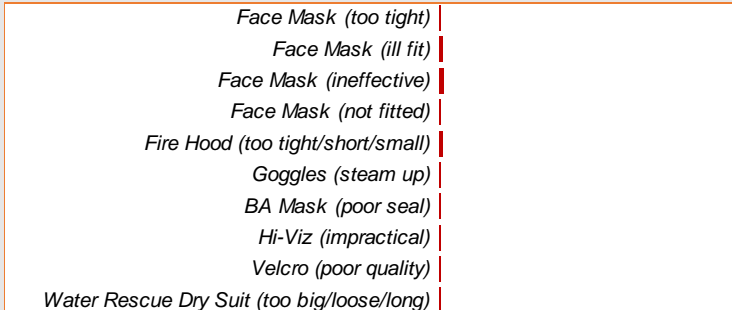 Face Mask (too tight)
Face Mask (ill fit)
Face Mask (ineffective)
Face Mask (not fitted)
Fire Hood (too tight/short/small)
Goggles (steam up)
BA Mask (poor seal)
Hi-Viz (impractical)
Velcro (poor quality)
Water Rescue Dry Suit (too big/loose/long)